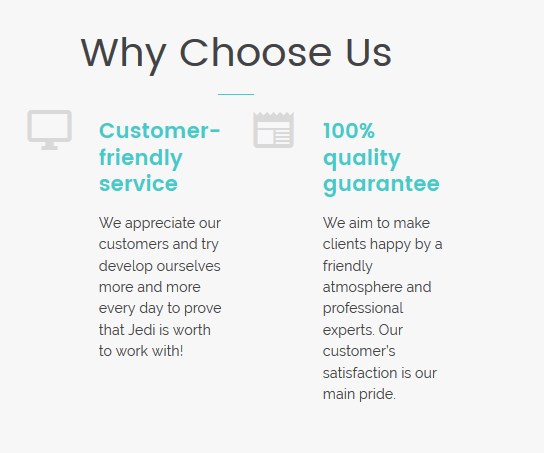 Why Choose Us
Customer-
friendly
service
We appreciate our
customers and try
develop ourselves
more and more
every day to prove
that Jedi is worth
to work with!
100%
quality
guarantee
We aim to make
clients happy by a
friendly
atmosphere and
professional
experts. Our
customer's
satisfaction is our
main pride.